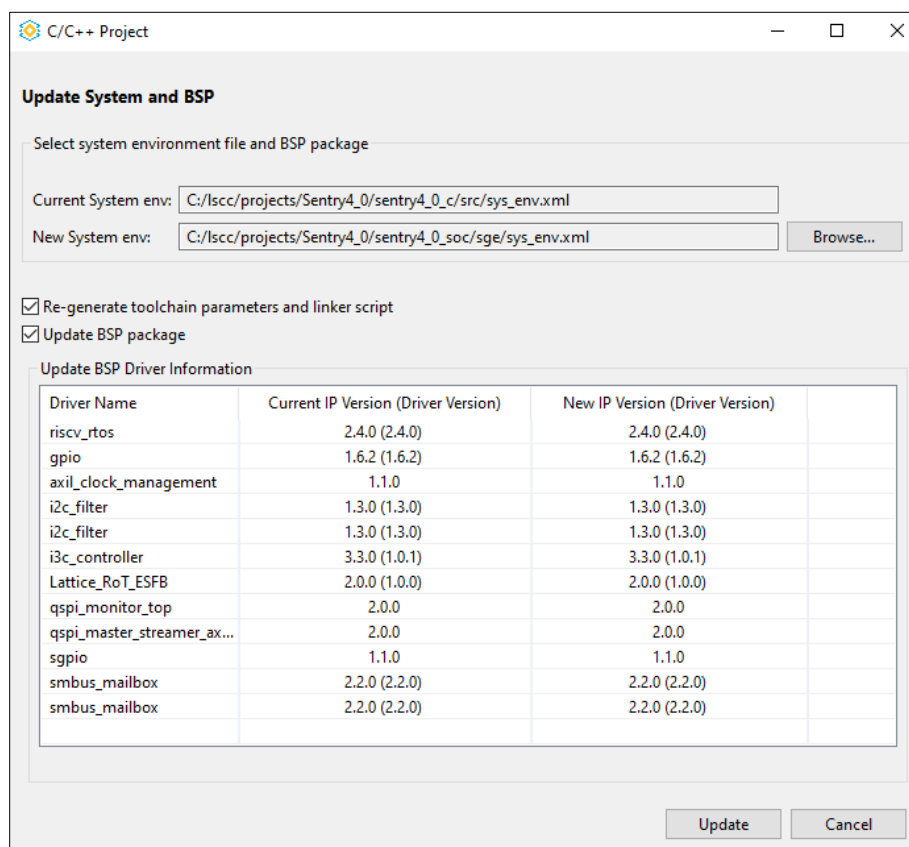 C/C++ Project
Update System and BSP
Select system environment file and BSP package
Current System env: C:/lscc/projects/Sentry4_0/sentry4_0_c/src/sys_env.xml
New System env: C:/lscc/projects/Sentry4_0/sentry4_0_soc/sge/sys_env.xml Browse...
Re-generate toolchain parameters and linker script
Update BSP package
Update BSP Driver Information
Driver Name Current IP Version (Driver Version) New IP Version (Driver Version)
riscv_rtos 2.4.0 (2.4.0) 2.4.0 (2.4.0)
gpio 1.6.2 (1.6.2) 1.6.2 (1.6.2)
axil_clock_management 1.1.0 1.1.0
i2c_filter 1.3.0 (1.3.0) 1.3.0 (1.3.0)
i2c_filter 1.3.0 (1.3.0) 1.3.0 (1.3.0)
i3c_controller 3.3.0 (1.0.1) 3.3.0 (1.0.1)
Lattice_RoT_ESFB 2.0.0 (1.0.0) 2.0.0 (1.0.0)
qspi_monitor_top 2.0.0 2.0.0
qspi_master_streamer_ax... 2.0.0 2.0.0
sgpio 1.1.0 1.1.0
smbus_mailbox 2.2.0 (2.2.0) 2.2.0 (2.2.0)
smbus_mailbox 2.2.0 (2.2.0) 2.2.0 (2.2.0)
Update Cancel